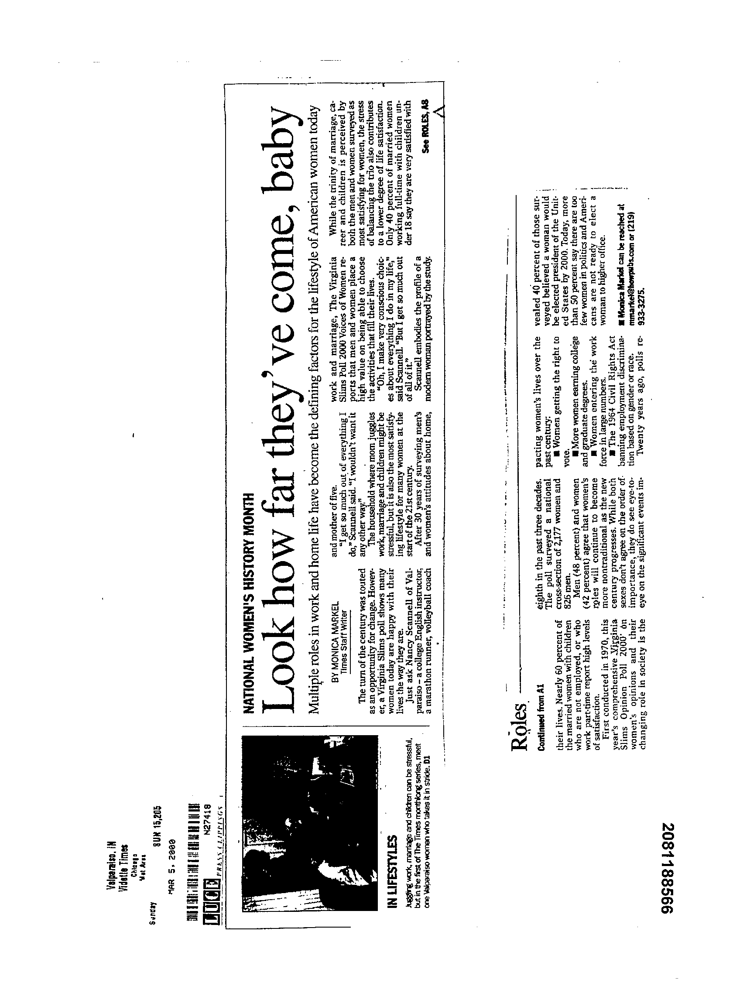 Valparaiso, IN
Vidette Times
Chicago
Met Area
Sunday
SUN 15,205
MAR 5, 2000
N27418
LUCE PRESS CLIPPINGS
NATIONAL WOMEN'S HISTORY MONTH
Look how far they've come, baby
Multiple roles in work and home life have become the defining factors for the lifestyle of American women today
IN LIFESTYLES
Juggling work, marriage and children can be stressful,
but in the first of The Times monthlong series, meet
one Valparaiso woman who takes it in stride. D1
BY MONICA MARKEL
Times Staff Writer
The turn of the century was touted
as an opportunity for change. Howev-
er, a Virginia Slims poll shows many
women today are happy with their
lives the way they are.
Just ask Nancy Scannell of Val-
paraiso – a college English instructor,
a marathon runner, volleyball coach
and mother of five.
"I get so much out of everything I
do," Scannell said. "I wouldn't want it
any other way."
The household where mom juggles
work, marriage and children might be
stressful, but it is also the most satisfy-
ing lifestyle for many women at the
start of the 21st century.
After 30 years of surveying men's
and women's attitudes about home,
work and marriage, The Virginia
Slims Poll 2000 Voices of Women re-
ports that men and women place a
high value on being able to choose
the activities that fill their lives.
"Oh, I make very conscious choic-
es about everything I do in my life,"
said Scannell. "But I get so much out
of all of it."
Scannell embodies the profile of a
modern woman portrayed by the study.
While the trinity of marriage, ca-
reer and children is perceived by
both the men and women surveyed as
most satisfying for women, the stress
of balancing the trio also contributes
to a lower degree of life satisfaction.
Only 40 percent of married women
working full-time with children un-
der 18 say they are very satisfied with
See ROLES, A8
Roles
Continued from A1
their lives. Nearly 60 percent of
the married women with children
who are not employed, or who
work part-time report high levels
of satisfaction.
First conducted in 1970, this
year's comprehensive Virginia
Slims Opinion Poll 2000' on
women's opinions and their
changing role in society is the
eighth in the past three decades.
The poll surveyed a national
cross-section of 2,177 women and
826 men.
Men (48 percent) and women
(42 percent) agree that women's
roles will continue to become
more nontraditional as the new
century progresses. While both
sexes don't agree on the order of
importance, they do see eye-to-
eye on the significant events im-
pacting women's lives over the
past century:
■ Women getting the right to
vote.
■ More women earning college
and graduate degrees.
■ Women entering the work
force in large numbers.
■ The 1964 Civil Rights Act
banning employment discrimina-
tion based on gender or race.
Twenty years ago, polls re-
vealed 40 percent of those sur-
veyed believed a woman would
be elected president of the Unit-
ed States by 2000. Today, more
than 50 percent say there are too
few women in politics and Ameri-
cans are not ready to elect a
woman to higher office.
■ Monica Markel can be reached at
mmarkel@howpubs.com or (219)
933-3275.
2081188566